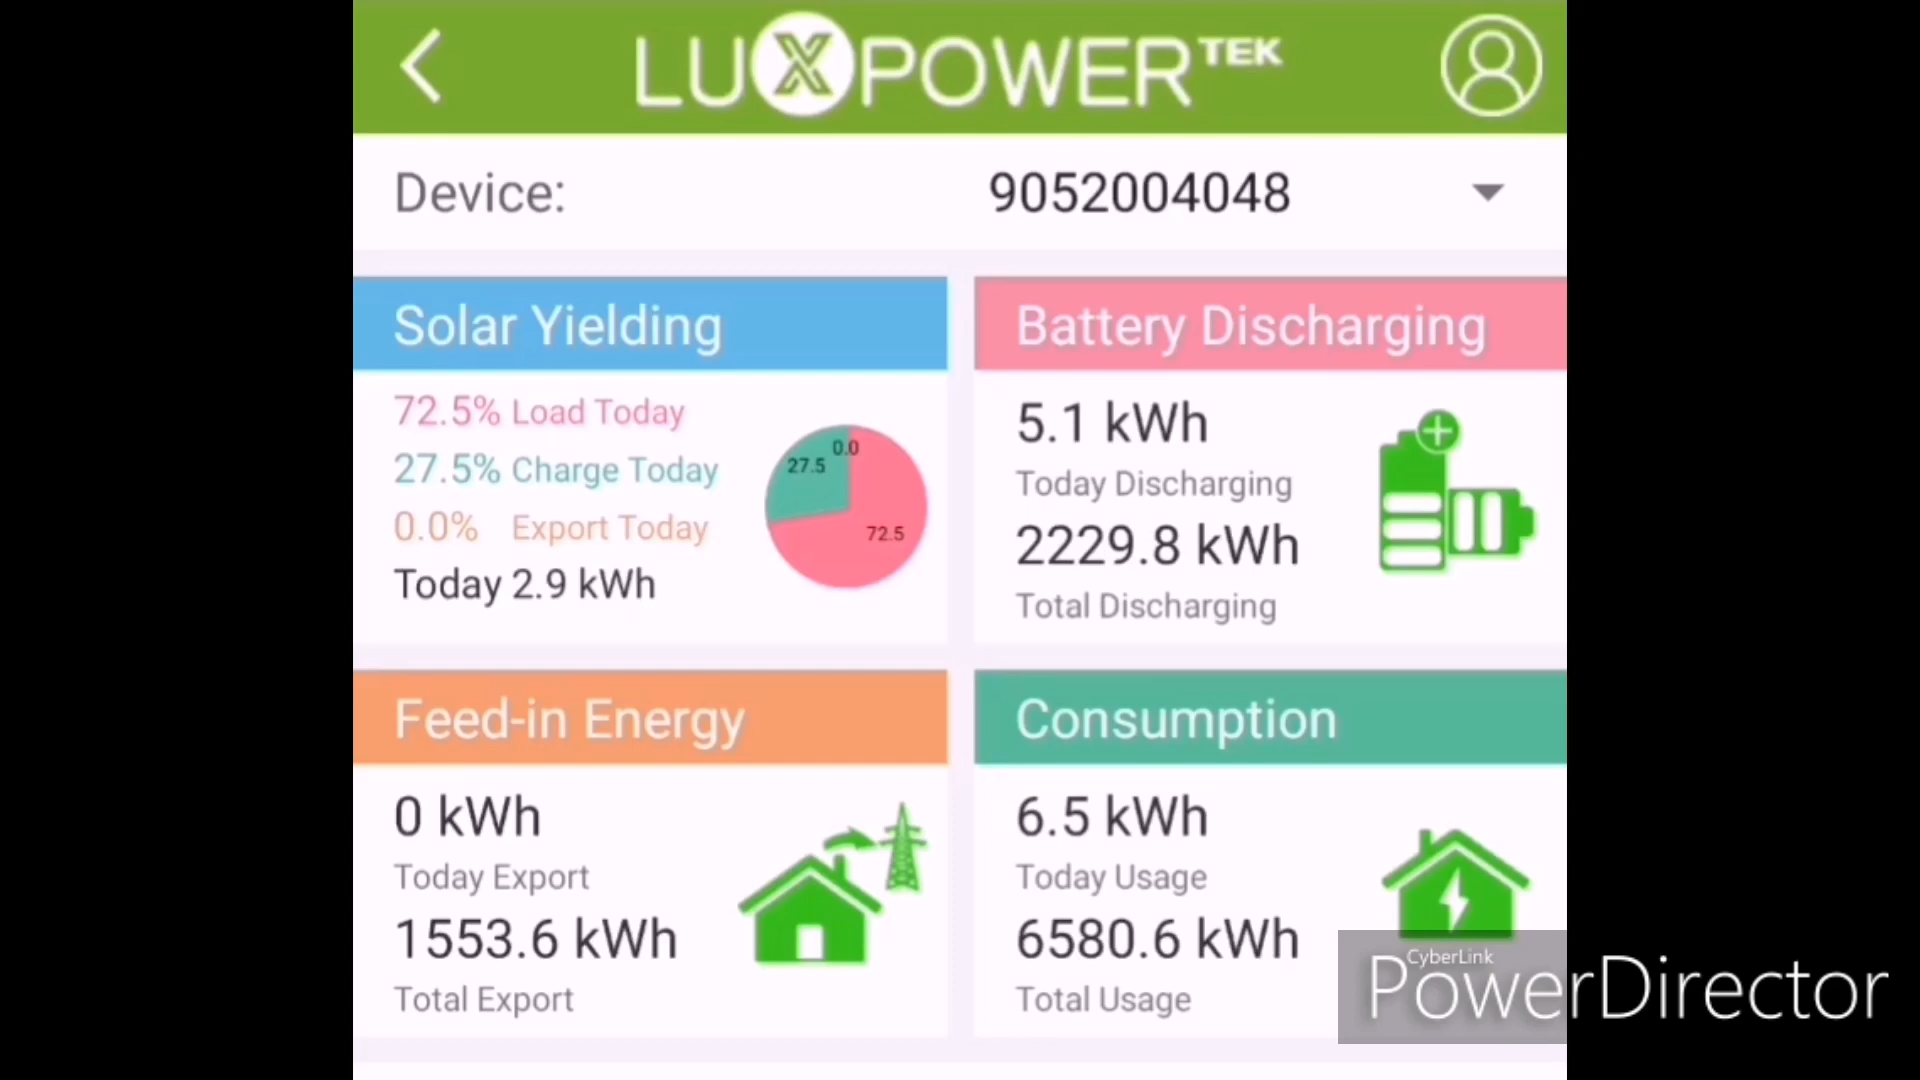 LUXPOWER TEK
Device: 9052004048
Solar Yielding
72.5% Load Today
27.5% Charge Today
0.0% Export Today
Today 2.9 kWh
0.0
27.5
72.5
Battery Discharging
5.1 kWh
Today Discharging
2229.8 kWh
Total Discharging
Feed-in Energy
0 kWh
Today Export
1553.6 kWh
Total Export
Consumption
6.5 kWh
Today Usage
6580.6 kWh
Total Usage
CyberLink
PowerDirector